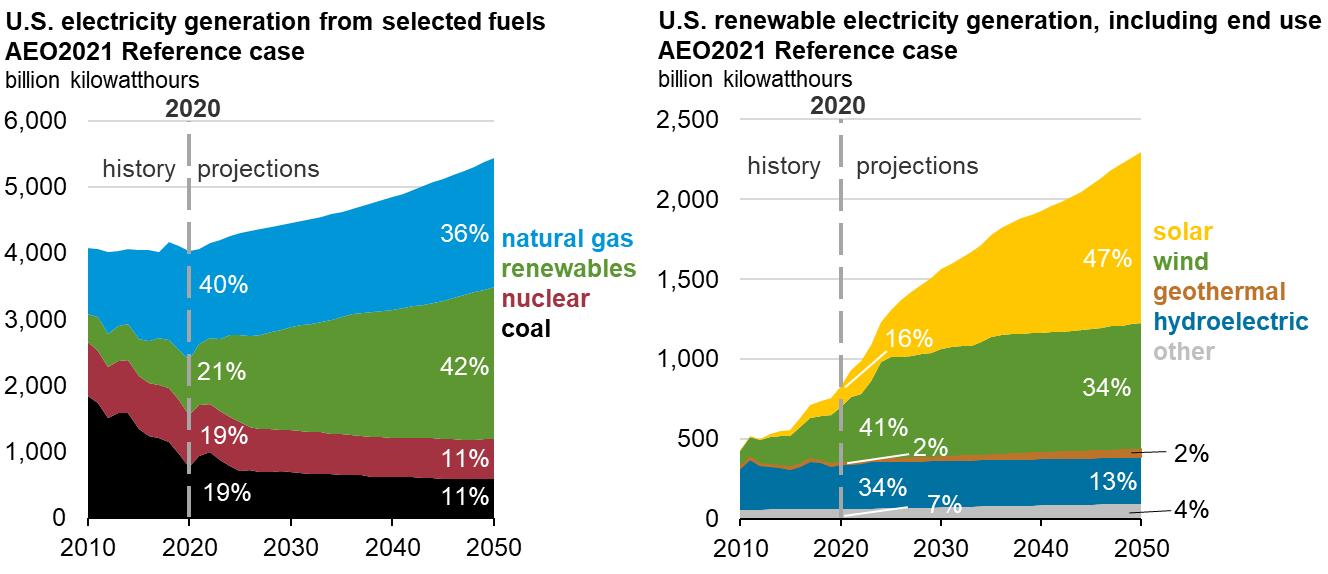 U.S. electricity generation from selected fuels
AEO2021 Reference case
billion kilowatthours
2020
6,000
history
projections
5,000
4,000
3,000
2,000
1,000
0
36%
40%
42%
21%
19%
11%
19%
11%
natural gas
renewables
nuclear
coal
2010
2020
2030
2040
2050
U.S. renewable electricity generation, including end use
AEO2021 Reference case
billion kilowatthours
2020
2,500
history
projections
2,000
1,500
1,000
500
0
47%
16%
34%
41%
2%
2%
34%
13%
7%
4%
solar
wind
geothermal
hydroelectric
other
2010
2020
2030
2040
2050